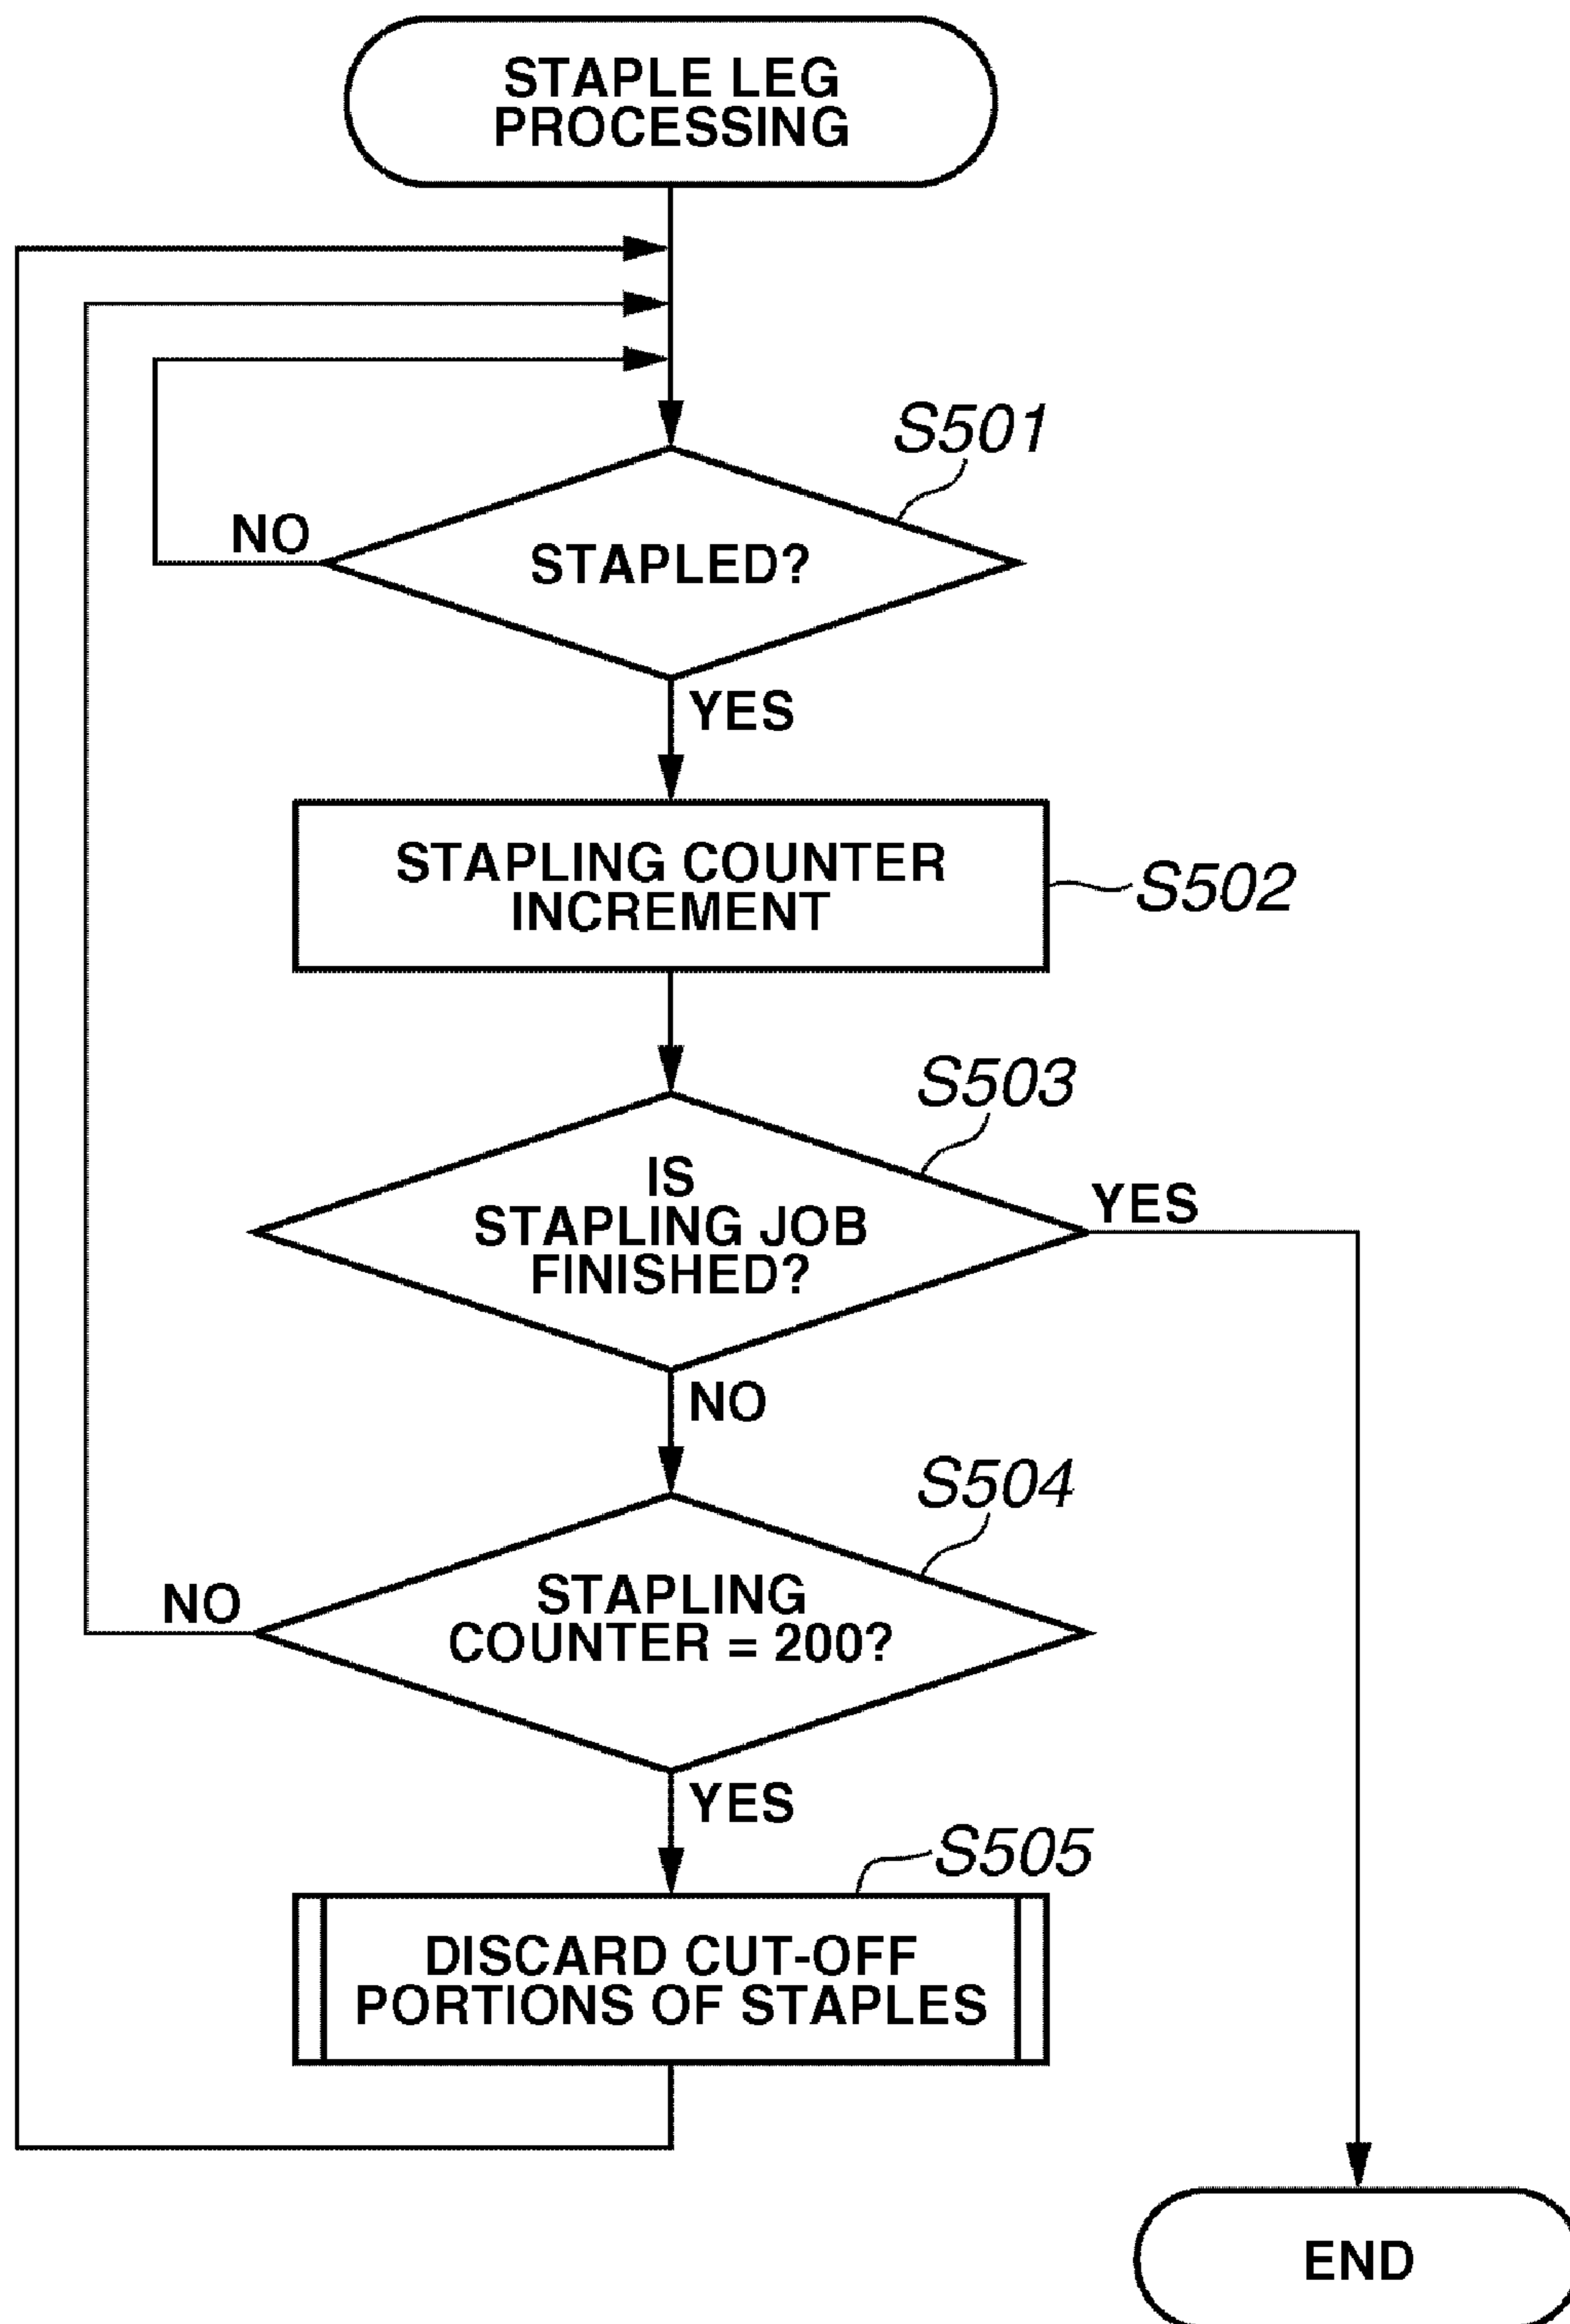 STAPLE LEG
PROCESSING
S501
NO
STAPLED?
YES
STAPLING COUNTER
INCREMENT
S502
S503
IS
STAPLING JOB
FINISHED?
YES
NO
S504
NO
STAPLING
COUNTER = 200?
YES
S505
DISCARD CUT-OFF
PORTIONS OF STAPLES
END